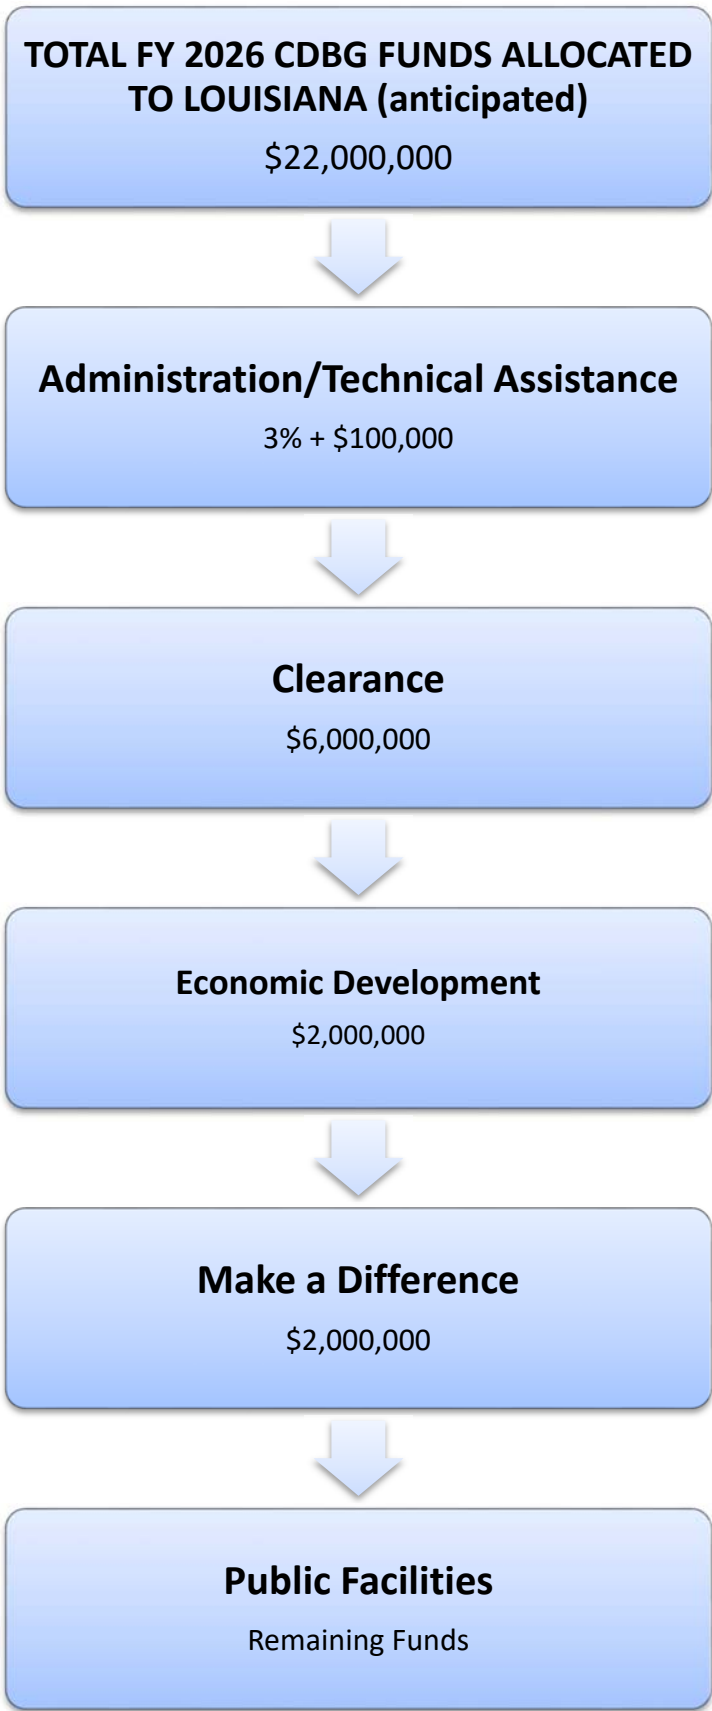 TOTAL FY 2026 CDBG FUNDS ALLOCATED
TO LOUISIANA (anticipated)
$22,000,000
Administration/Technical Assistance
3% + $100,000
Clearance
$6,000,000
Economic Development
$2,000,000
Make a Difference
$2,000,000
Public Facilities
Remaining Funds